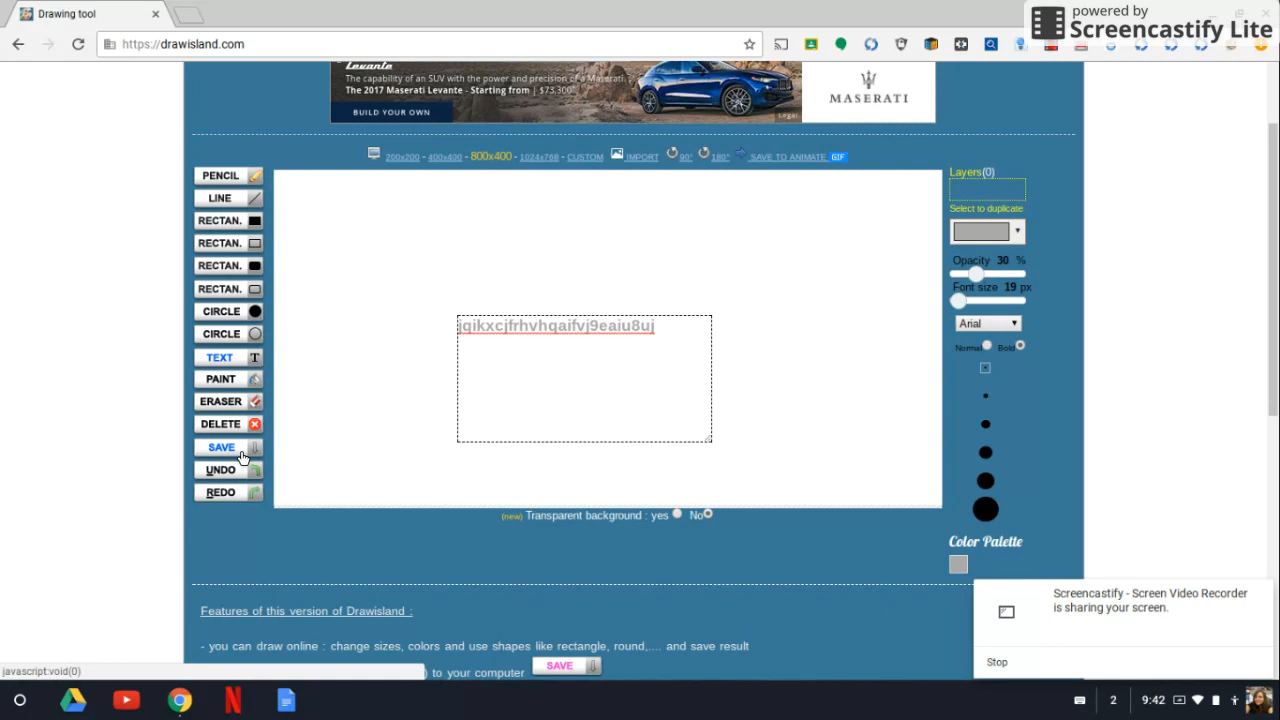 Drawing tool
powered by
Screencastify Lite
https://drawisland.com
Levante
The capability of an SUV with the power and precision of a Maserati.
The 2017 Maserati Levante - Starting from | $73,300
BUILD YOUR OWN
Legal
MASERATI
200x200 - 400x400 - 800x400 - 1024x768 - CUSTOM IMPORT 90° 180° SAVE TO ANIMATE GIF
PENCIL
LINE
RECTAN.
RECTAN.
RECTAN.
RECTAN.
CIRCLE
CIRCLE
TEXT T
PAINT
ERASER
DELETE
SAVE
UNDO
REDO
jqikxcjfrhvhqaifvj9eaiu8uj
Layers(0)
Select to duplicate
Opacity 30 %
Font size 19 px
Arial
Normal Bold
Color Palette
(new) Transparent background : yes No
Features of this version of Drawisland :
- you can draw online : change sizes, colors and use shapes like rectangle, round,.... and save result
) to your computer SAVE
javascript:void(0)
Screencastify - Screen Video Recorder
is sharing your screen.
Stop
2 9:42